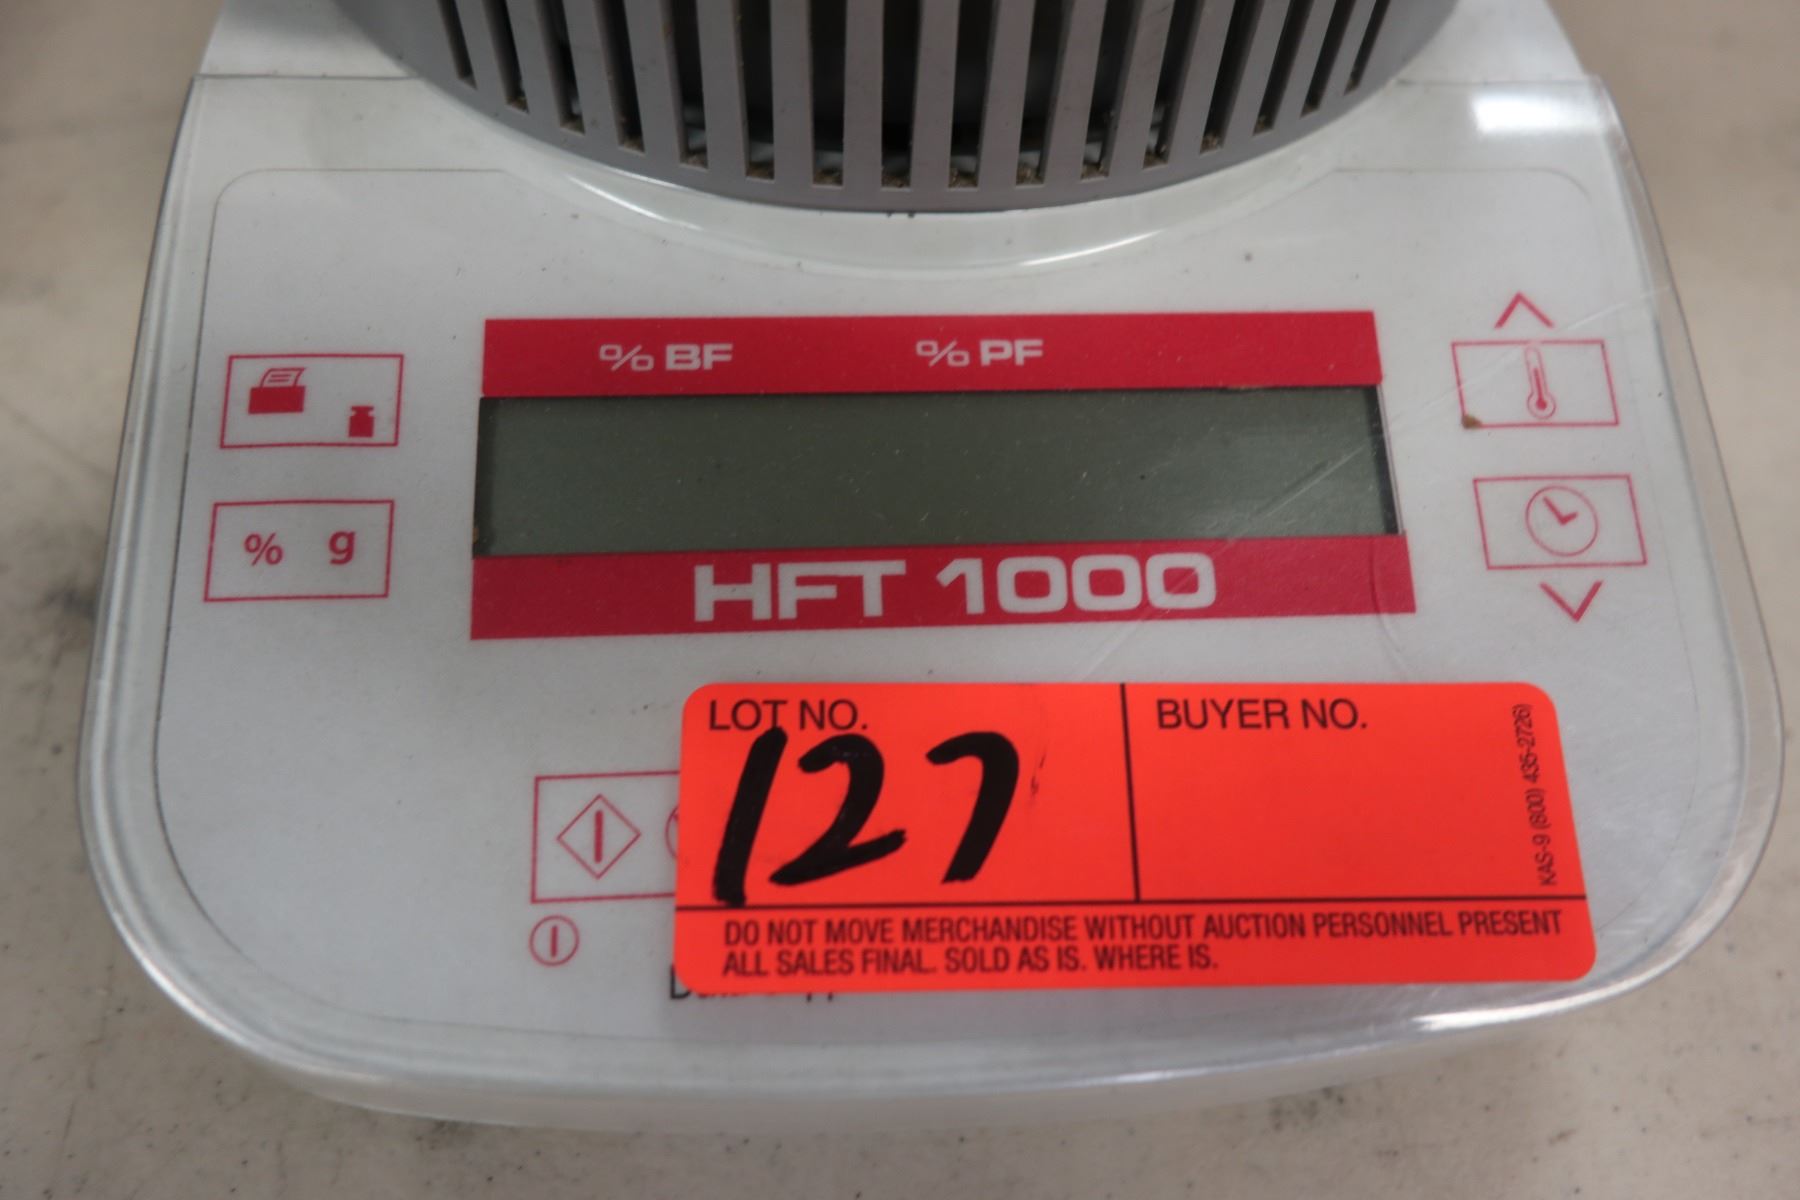 % BF % PF
% g
HFT 1000
LOT NO. BUYER NO.
127
KAS-9 (800) 435-2726)
DO NOT MOVE MERCHANDISE WITHOUT AUCTION PERSONNEL PRESENT
ALL SALES FINAL. SOLD AS IS. WHERE IS.